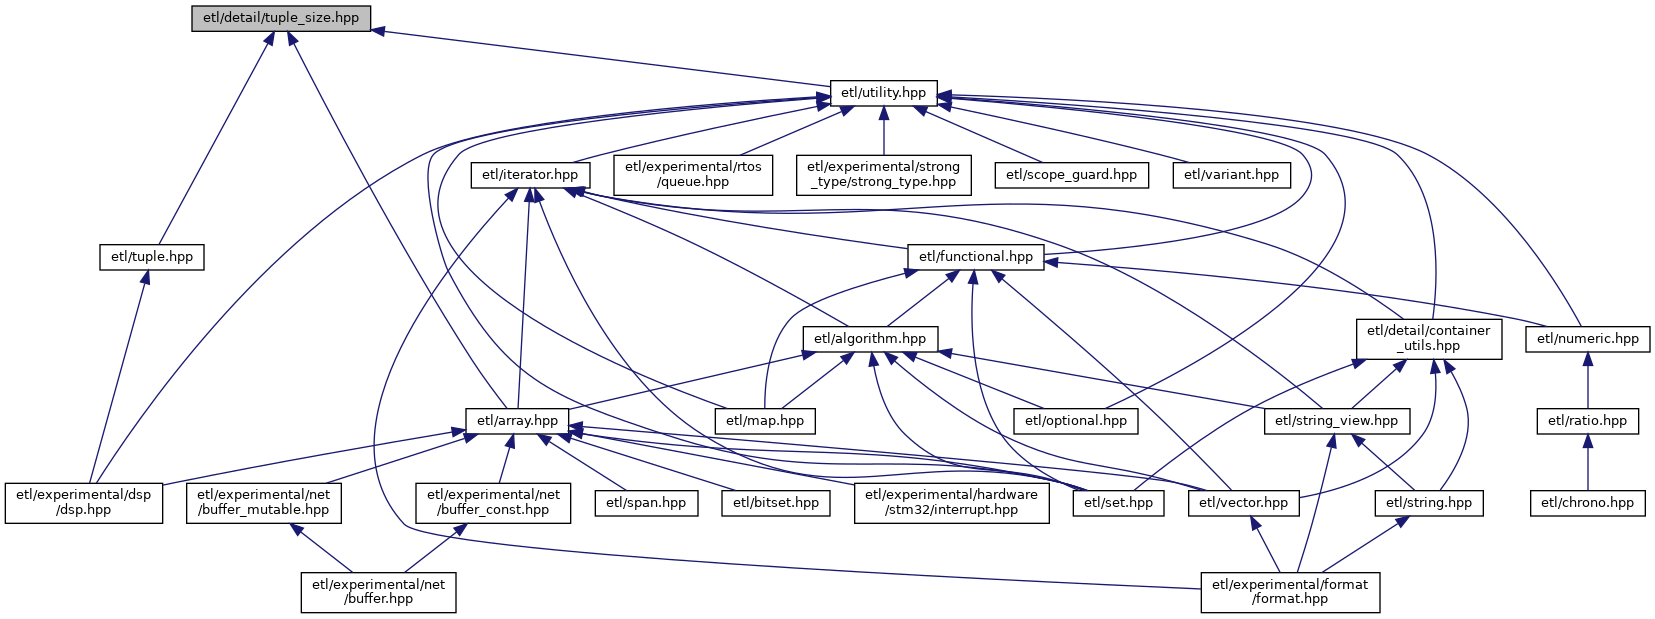 etl/detail/tuple_size.hpp
etl/utility.hpp
etl/iterator.hpp
etl/experimental/rtos
/queue.hpp
etl/experimental/strong
_type/strong_type.hpp
etl/scope_guard.hpp
etl/variant.hpp
etl/tuple.hpp
etl/functional.hpp
etl/algorithm.hpp
etl/detail/container
_utils.hpp
etl/numeric.hpp
etl/array.hpp
etl/map.hpp
etl/optional.hpp
etl/string_view.hpp
etl/ratio.hpp
etl/experimental/dsp
/dsp.hpp
etl/experimental/net
/buffer_mutable.hpp
etl/experimental/net
/buffer_const.hpp
etl/span.hpp
etl/bitset.hpp
etl/experimental/hardware
/stm32/interrupt.hpp
etl/set.hpp
etl/vector.hpp
etl/string.hpp
etl/chrono.hpp
etl/experimental/net
/buffer.hpp
etl/experimental/format
/format.hpp